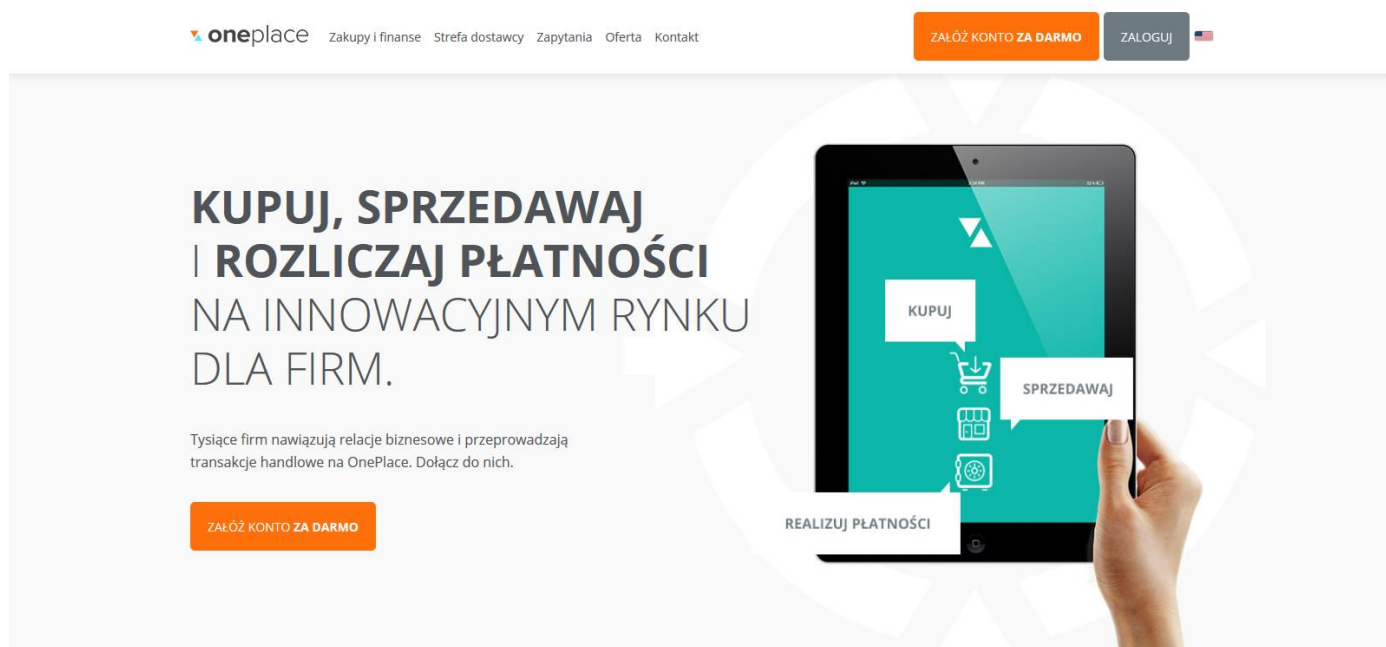 oneplace Zakupy i finanse Strefa dostawcy Zapytania Oferta Kontakt ZAŁÓŻ KONTO ZA DARMO ZALOGUJ
KUPUJ, SPRZEDAWAJ
I ROZLICZAJ PŁATNOŚCI
NA INNOWACYJNYM RYNKU
DLA FIRM.
Tysiące firm nawiązują relacje biznesowe i przeprowadzają
transakcje handlowe na OnePlace. Dołącz do nich.
ZAŁÓŻ KONTO ZA DARMO
iPad
KUPUJ
SPRZEDAWAJ
REALIZUJ PŁATNOŚCI